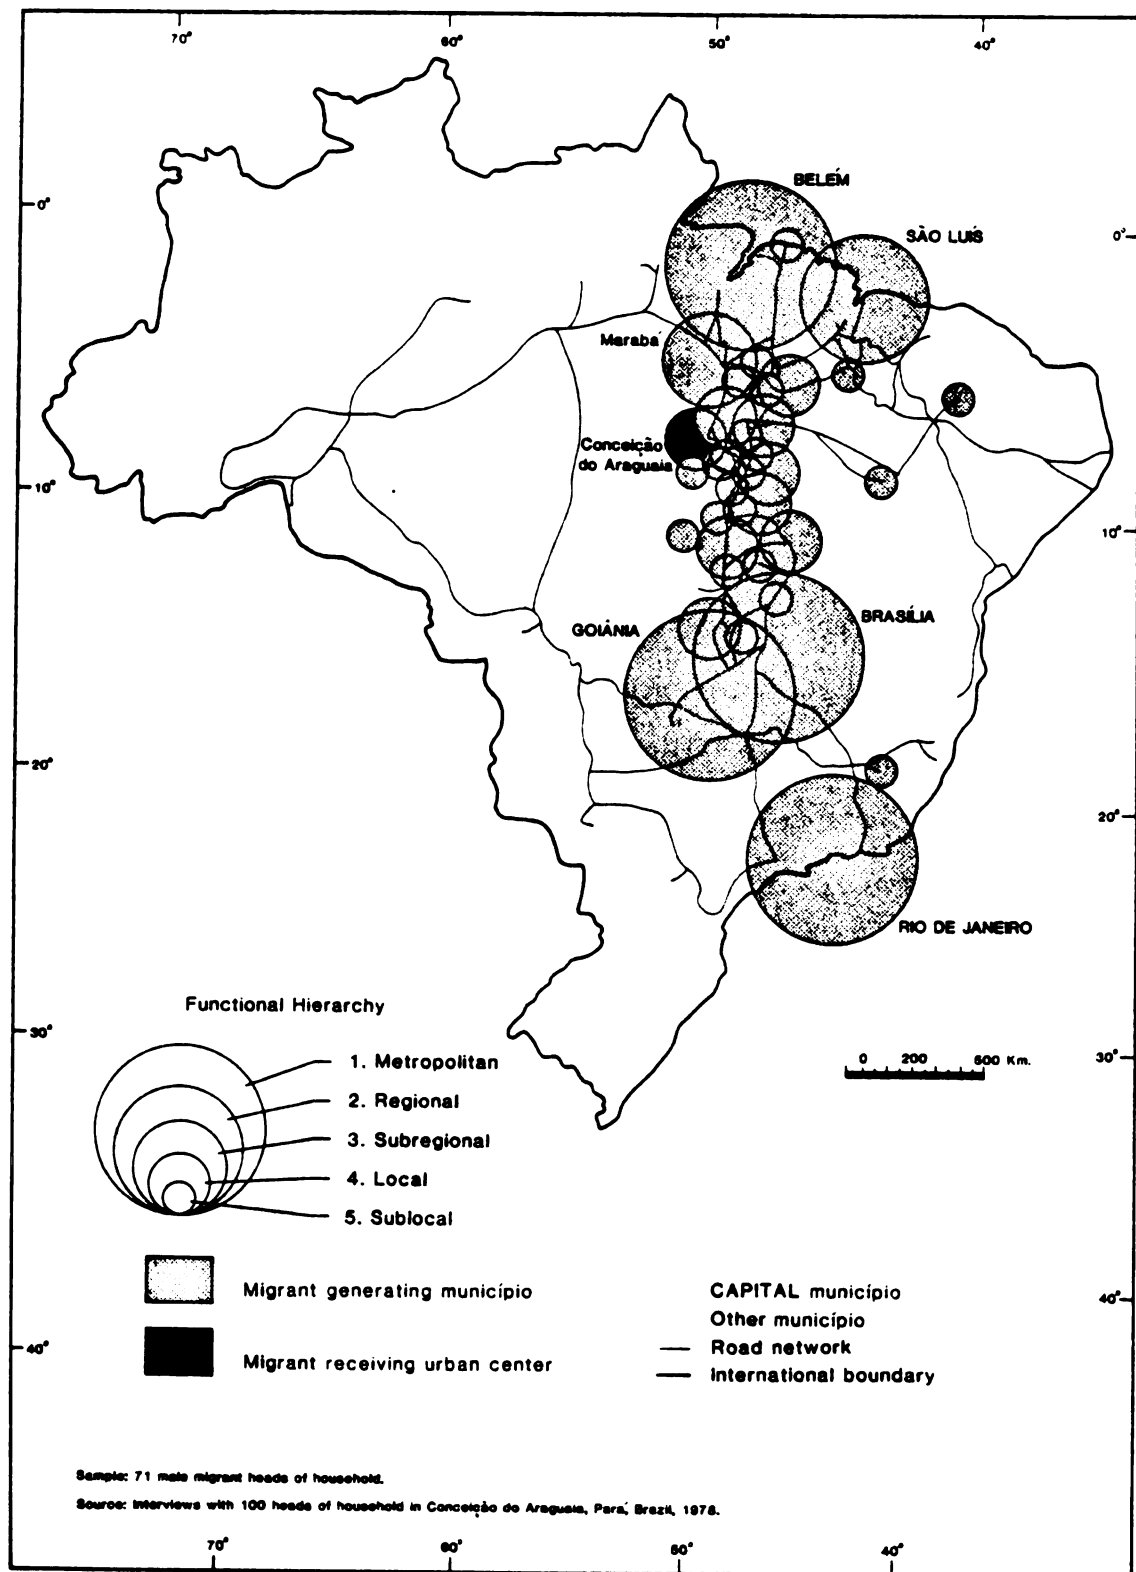 70°
60°
50°
40°
0°
BELÉM
SÃO LUÍS
0°
Marabá
Conceição
do Araguaia
10°
10°
GOIÂNIA
BRASÍLIA
20°
20°
RIO DE JANEIRO
Functional Hierarchy
30°
1. Metropolitan
0 200 600 Km.
30°
2. Regional
3. Subregional
4. Local
5. Sublocal
Migrant generating município
CAPITAL município
40°
Other município
40°
Road network
Migrant receiving urban center
International boundary
Sample: 71 male migrant heads of household.
Source: Interviews with 100 heads of household in Conceição do Araguaia, Pará, Brazil, 1978.
70°
60°
50°
40°